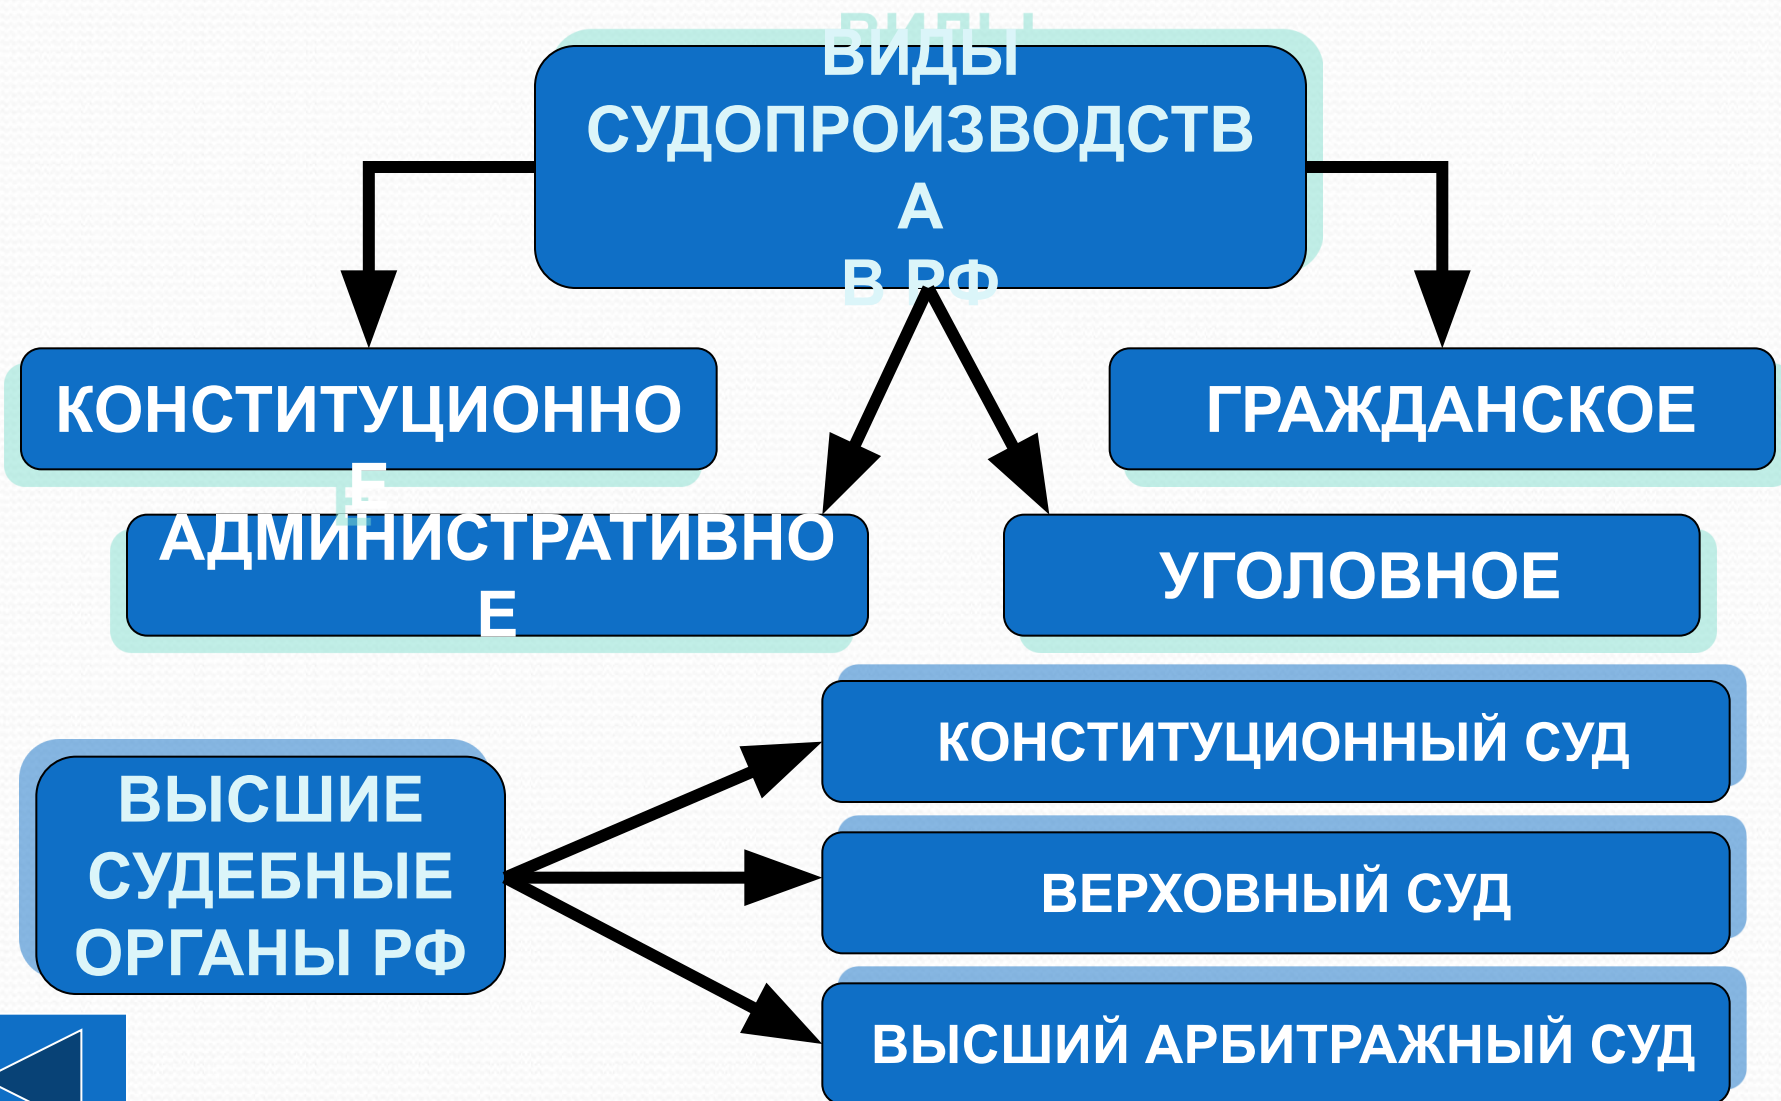 ВИДЫ
СУДОПРОИЗВОДСТВ
А
В РФ
КОНСТИТУЦИОННО
Е
ГРАЖДАНСКОЕ
АДМИНИСТРАТИВНО
Е
УГОЛОВНОЕ
ВЫСШИЕ
СУДЕБНЫЕ
ОРГАНЫ РФ
КОНСТИТУЦИОННЫЙ СУД
ВЕРХОВНЫЙ СУД
ВЫСШИЙ АРБИТРАЖНЫЙ СУД